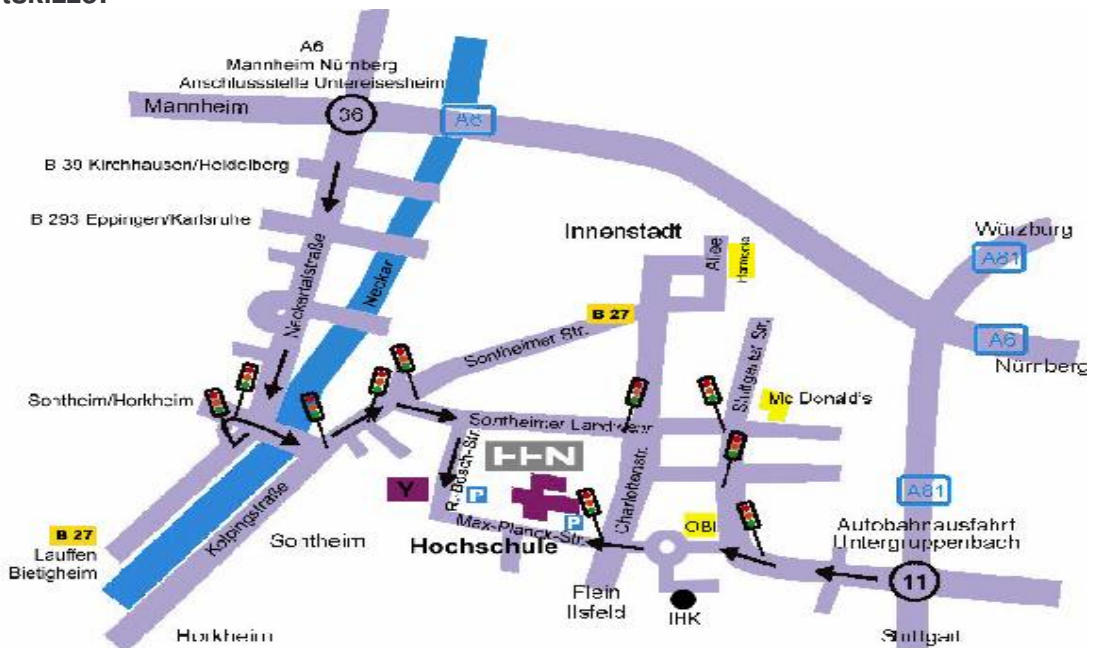 A6
Mannheim Nürnberg
Anschlussstelle Untereisesheim
Mannheim
36
A6
B 39 Kirchhausen/Heidelberg
B 293 Eppingen/Karlsruhe
Neckartalstraße
Neckar
Innenstadt
Allee
Harmonie
Würzburg
A81
B 27
Sontheimer Str.
Stuttgarter Str.
A6
Nürnberg
Sontheim/Horkheim
Mc Donald's
Sontheimer Landwehr
HHN
R.-Bosch-Str.
Y
P
P
Charlottenstr.
A81
Kolpingstraße
B 27
Lauffen
Bietigheim
Sontheim
Max-Planck-Str.
Hochschule
OBI
Autobahnausfahrt
Untergruppenbach
11
Flein
Ilsfeld
IHK
Horkheim
Stuttgart